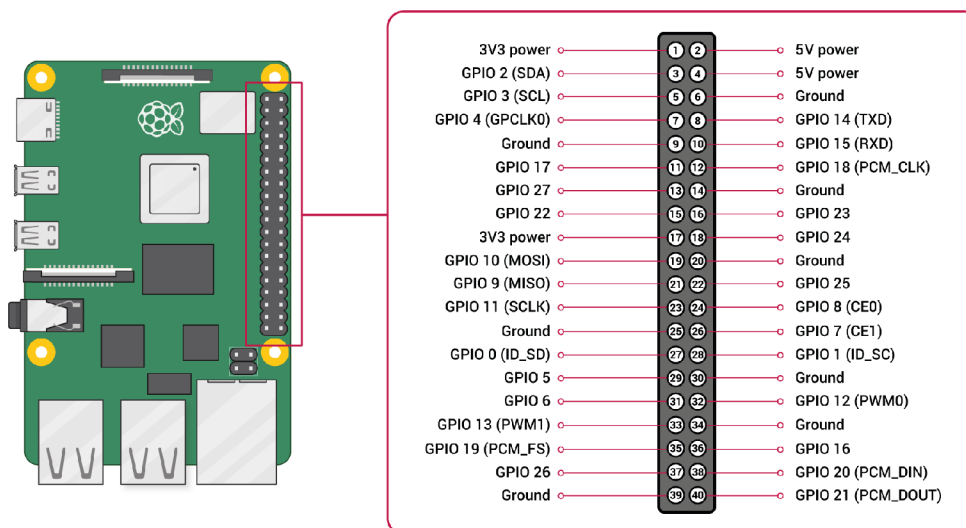 3V3 power 1 2 5V power
GPIO 2 (SDA) 3 4 5V power
GPIO 3 (SCL) 5 6 Ground
GPIO 4 (GPCLK0) 7 8 GPIO 14 (TXD)
Ground 9 10 GPIO 15 (RXD)
GPIO 17 11 12 GPIO 18 (PCM_CLK)
GPIO 27 13 14 Ground
GPIO 22 15 16 GPIO 23
3V3 power 17 18 GPIO 24
GPIO 10 (MOSI) 19 20 Ground
GPIO 9 (MISO) 21 22 GPIO 25
GPIO 11 (SCLK) 23 24 GPIO 8 (CE0)
Ground 25 26 GPIO 7 (CE1)
GPIO 0 (ID_SD) 27 28 GPIO 1 (ID_SC)
GPIO 5 29 30 Ground
GPIO 6 31 32 GPIO 12 (PWM0)
GPIO 13 (PWM1) 33 34 Ground
GPIO 19 (PCM_FS) 35 36 GPIO 16
GPIO 26 37 38 GPIO 20 (PCM_DIN)
Ground 39 40 GPIO 21 (PCM_DOUT)